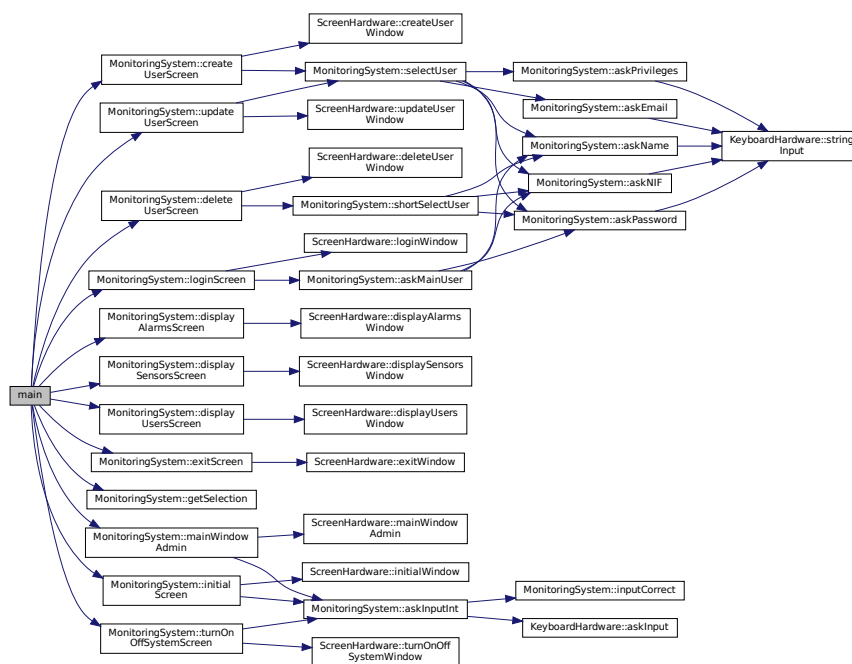 main
MonitoringSystem::create
UserScreen
MonitoringSystem::update
UserScreen
MonitoringSystem::delete
UserScreen
MonitoringSystem::loginScreen
MonitoringSystem::display
AlarmsScreen
MonitoringSystem::display
SensorsScreen
MonitoringSystem::display
UsersScreen
MonitoringSystem::exitScreen
MonitoringSystem::getSelection
MonitoringSystem::mainWindow
Admin
MonitoringSystem::initial
Screen
MonitoringSystem::turnOn
OffSystemScreen
ScreenHardware::createUser
Window
MonitoringSystem::selectUser
ScreenHardware::updateUser
Window
ScreenHardware::deleteUser
Window
MonitoringSystem::shortSelectUser
ScreenHardware::loginWindow
MonitoringSystem::askMainUser
ScreenHardware::displayAlarms
Window
ScreenHardware::displaySensors
Window
ScreenHardware::displayUsers
Window
ScreenHardware::exitWindow
ScreenHardware::mainWindow
Admin
ScreenHardware::initialWindow
MonitoringSystem::askInputInt
ScreenHardware::turnOnOff
SystemWindow
MonitoringSystem::askPrivileges
MonitoringSystem::askEmail
MonitoringSystem::askName
MonitoringSystem::askNIF
MonitoringSystem::askPassword
MonitoringSystem::inputCorrect
KeyboardHardware::askInput
KeyboardHardware::string
Input